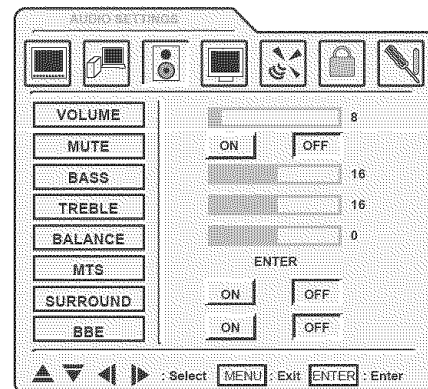 AUDIO SETTINGS
VOLUME 8
MUTE ON OFF
BASS 16
TREBLE 16
BALANCE 0
MTS ENTER
SURROUND ON OFF
BBE ON OFF
: Select MENU : Exit ENTER : Enter